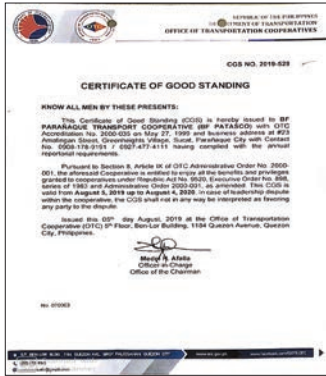 REPUBLIC OF THE PHILIPPINES
DEPARTMENT OF TRANSPORTATION
OFFICE OF TRANSPORTATION COOPERATIVES
CGS NO. 2019-529
CERTIFICATE OF GOOD STANDING
KNOW ALL MEN BY THESE PRESENTS:
This Certificate of Good Standing (CGS) is hereby issued to BF
PARAÑAQUE TRANSPORT COOPERATIVE (BF PATASCO) with OTC
Accreditation No. 2000-035 on May 27, 1999 and business address at #23
Amatingan Street, Greenheights Village, Sucat, Parañaque City with Contact
No. 0908-178-9151 / 0927-477-4111 having complied with the annual
reportorial requirements.
Pursuant to Section 8, Article IX of OTC Administrative Order No. 2000-
001, the aforesaid Cooperative is entitled to enjoy all the benefits and privileges
granted to cooperatives under Republic Act No. 9520, Executive Order No. 898,
series of 1983 and Administrative Order 2000-001, as amended. This CGS is
valid from August 5, 2019 up to August 4, 2020. In case of leadership dispute
within the cooperative, the CGS shall not in any way be interpreted as favoring
any party to the dispute.
Issued this 05th day August, 2019 at the Office of Transportation
Cooperative (OTC) 5th Floor, Ben-Lor Building, 1184 Quezon Avenue, Quezon
City, Philippines.
Officer-in-Charge
Office of the Chairman